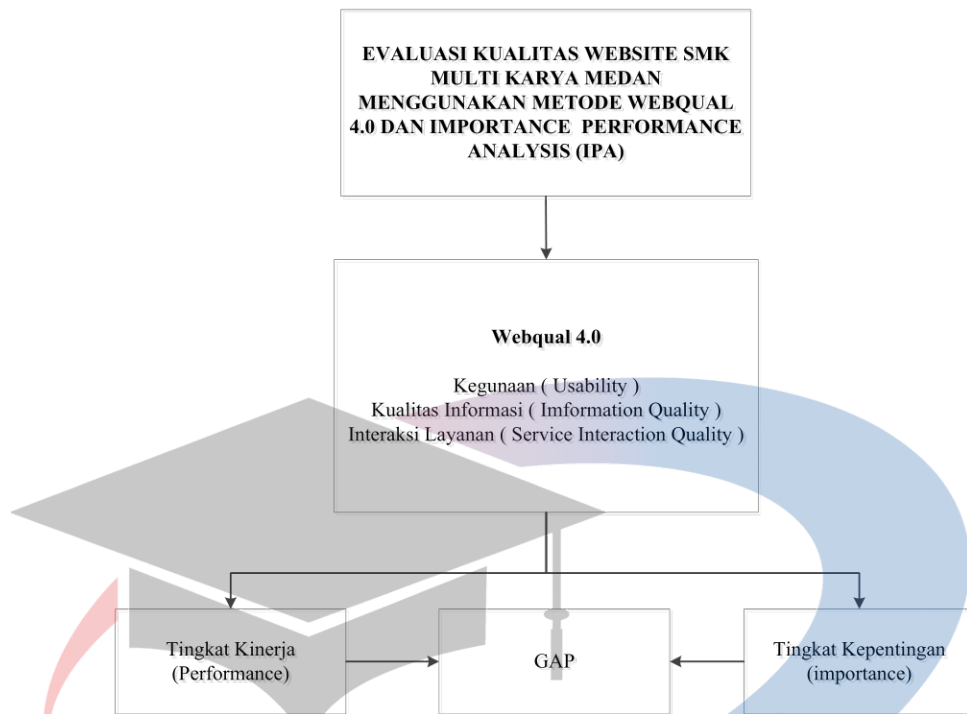 EVALUASI KUALITAS WEBSITE SMK
MULTI KARYA MEDAN
MENGGUNAKAN METODE WEBQUAL
4.0 DAN IMPORTANCE PERFORMANCE
ANALYSIS (IPA)
Webqual 4.0
Kegunaan ( Usability )
Kualitas Informasi ( Imformation Quality )
Interaksi Layanan ( Service Interaction Quality )
Tingkat Kinerja
(Performance)
GAP
Tingkat Kepentingan
(importance)